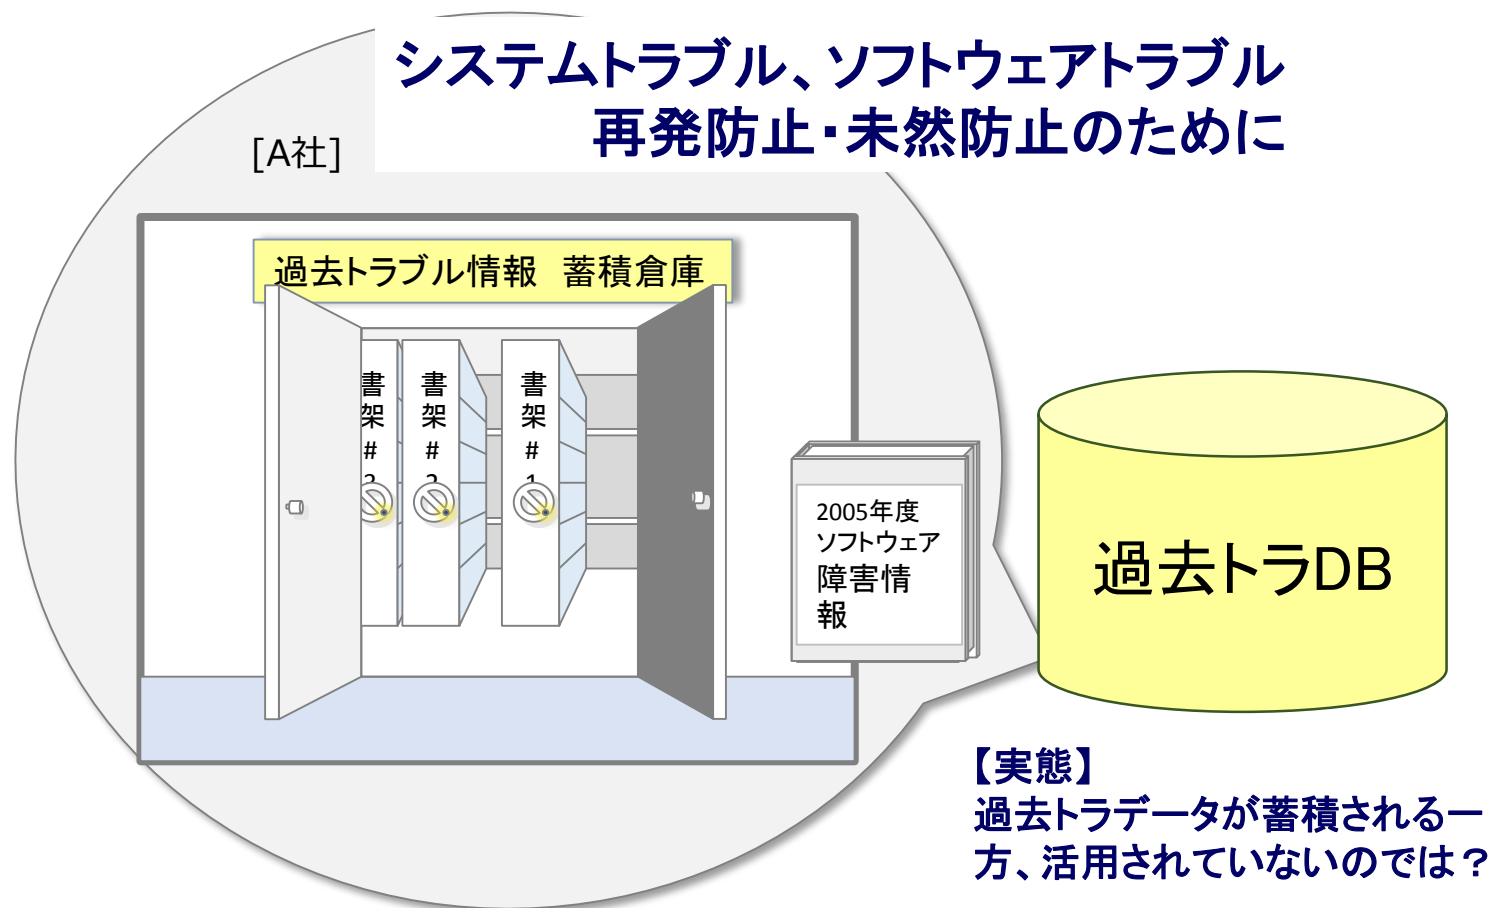 システムトラブル、ソフトウェアトラブル
再発防止・未然防止のために
[A社]
過去トラブル情報　蓄積倉庫
書架#
書架#
書架#
2005年度
ソフトウェア
障害情
報
過去トラDB
【実態】
過去トラデータが蓄積される一
方、活用されていないのでは？